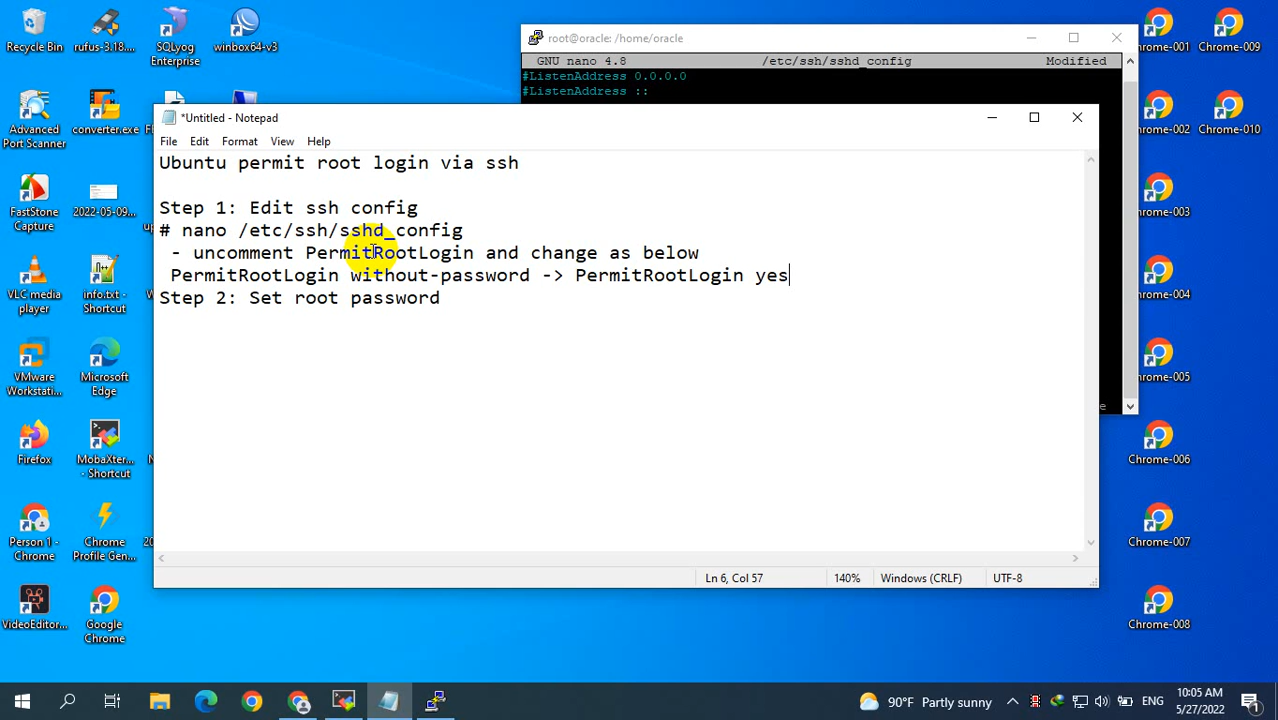 Recycle Bin
rufus-3.18....
SQLyog
Enterprise
winbox64-v3
Advanced
Port Scanner
converter.exe
FastStone
Capture
2022-05-09...
VLC media
player
info.txt -
Shortcut
VMware
Workstati...
Microsoft
Edge
Firefox
MobaXter...
- Shortcut
Person 1 -
Chrome
Chrome
Profile Gen...
VideoEditor...
Google
Chrome
root@oracle: /home/oracle
GNU nano 4.8 /etc/ssh/sshd_config Modified
#ListenAddress 0.0.0.0
#ListenAddress ::
*Untitled - Notepad
File Edit Format View Help
Ubuntu permit root login via ssh
Step 1: Edit ssh config
# nano /etc/ssh/sshd_config
- uncomment PermitRootLogin and change as below
PermitRootLogin without-password -> PermitRootLogin yes
Step 2: Set root password
Ln 6, Col 57 140% Windows (CRLF) UTF-8
hrome-001
Chrome-009
hrome-002
Chrome-010
hrome-003
hrome-004
hrome-005
Chrome-006
Chrome-007
Chrome-008
90°F Partly sunny
ENG
10:05 AM
5/27/2022